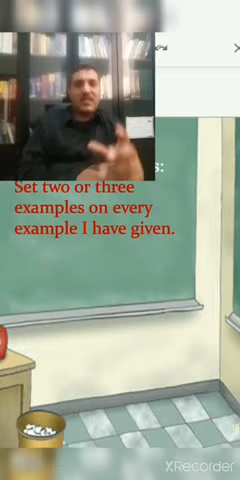 s:
Set two or three
examples on every
example I have given.
XRecorder